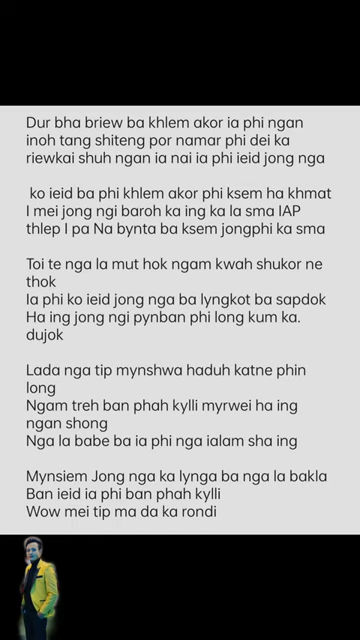 Dur bha briew ba khlem akor ia phi ngan
inoh tang shiteng por namar phi dei ka
riewkai shuh ngan ia nai ia phi ieid jong nga
ko ieid ba phi khlem akor phi ksem ha khmat
I mei jong ngi baroh ka ing ka la sma IAP
thlep I pa Na bynta ba ksem jongphi ka sma
Toi te nga la mut hok ngam kwah shukor ne
thok
Ia phi ko ieid jong nga ba lyngkot ba sapdok
Ha ing jong ngi pynban phi long kum ka.
dujok
Lada nga tip mynshwa haduh katne phin
long
Ngam treh ban phah kylli myrwei ha ing
ngan shong
Nga la babe ba ia phi nga ialam sha ing
Mynsiem Jong nga ka lynga ba nga la bakla
Ban ieid ia phi ban phah kylli
Wow mei tip ma da ka rondi